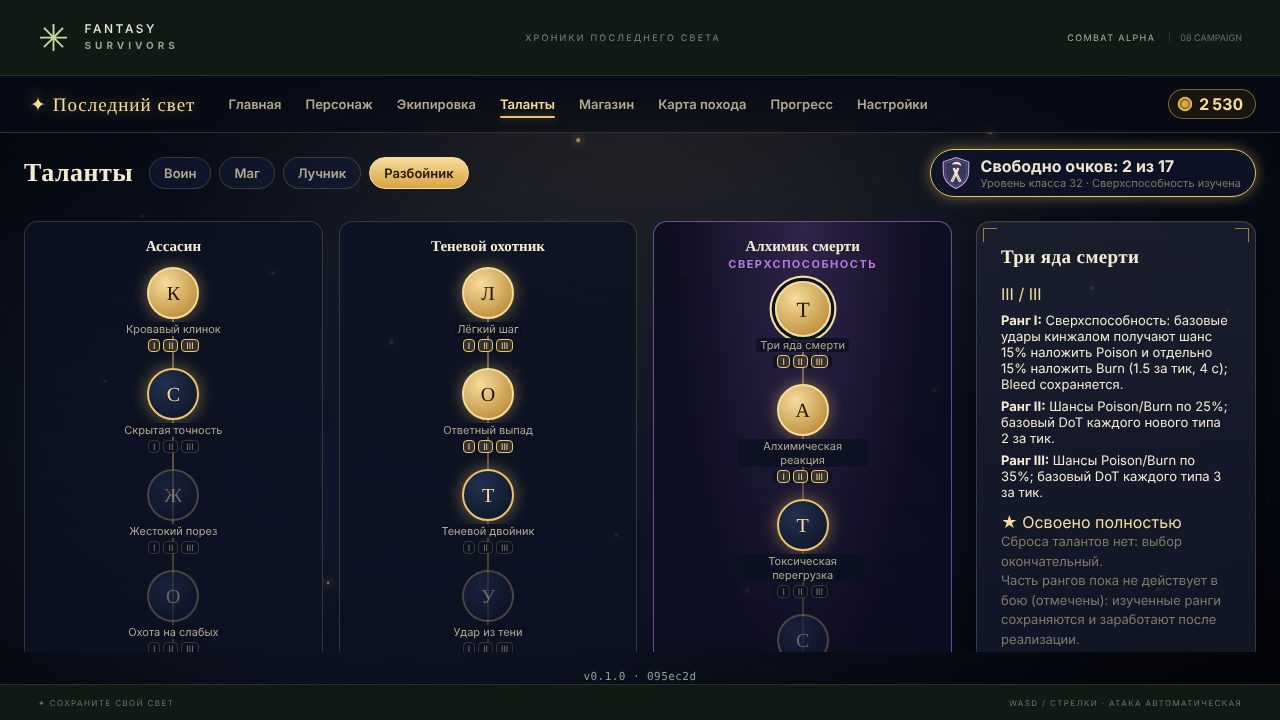 FANTASY
SURVIVORS
ХРОНИКИ ПОСЛЕДНЕГО СВЕТА
COMBAT ALPHA
08 CAMPAIGN
✦ Последний свет
Главная
Персонаж
Экипировка
Таланты
Магазин
Карта похода
Прогресс
Настройки
2 530
Таланты
Воин
Маг
Лучник
Разбойник
Свободно очков: 2 из 17
Уровень класса 32 · Сверхспособность изучена
Ассасин
К
Кровавый клинок
I II III
С
Скрытая точность
I II III
Ж
Жестокий порез
I II III
О
Охота на слабых
I II III
Теневой охотник
Л
Лёгкий шаг
I II III
О
Ответный выпад
I II III
Т
Теневой двойник
I II III
У
Удар из тени
I II III
Алхимик смерти
СВЕРХСПОСОБНОСТЬ
Т
Три яда смерти
I II III
А
Алхимическая
реакция
I II III
Т
Токсическая
перегрузка
I II III
С
Три яда смерти
III / III
Ранг I: Сверхспособность: базовые
удары кинжалом получают шанс
15% наложить Poison и отдельно
15% наложить Burn (1.5 за тик, 4 с);
Bleed сохраняется.
Ранг II: Шансы Poison/Burn по 25%;
базовый DoT каждого нового типа
2 за тик.
Ранг III: Шансы Poison/Burn по
35%; базовый DoT каждого типа 3
за тик.
★ Освоено полностью
Сброса талантов нет: выбор
окончательный.
Часть рангов пока не действует в
бою (отмечены): изученные ранги
сохраняются и заработают после
реализации.
v0.1.0 · 095ec2d
✦ СОХРАНИТЕ СВОЙ СВЕТ
WASD / СТРЕЛКИ · АТАКА АВТОМАТИЧЕСКАЯ